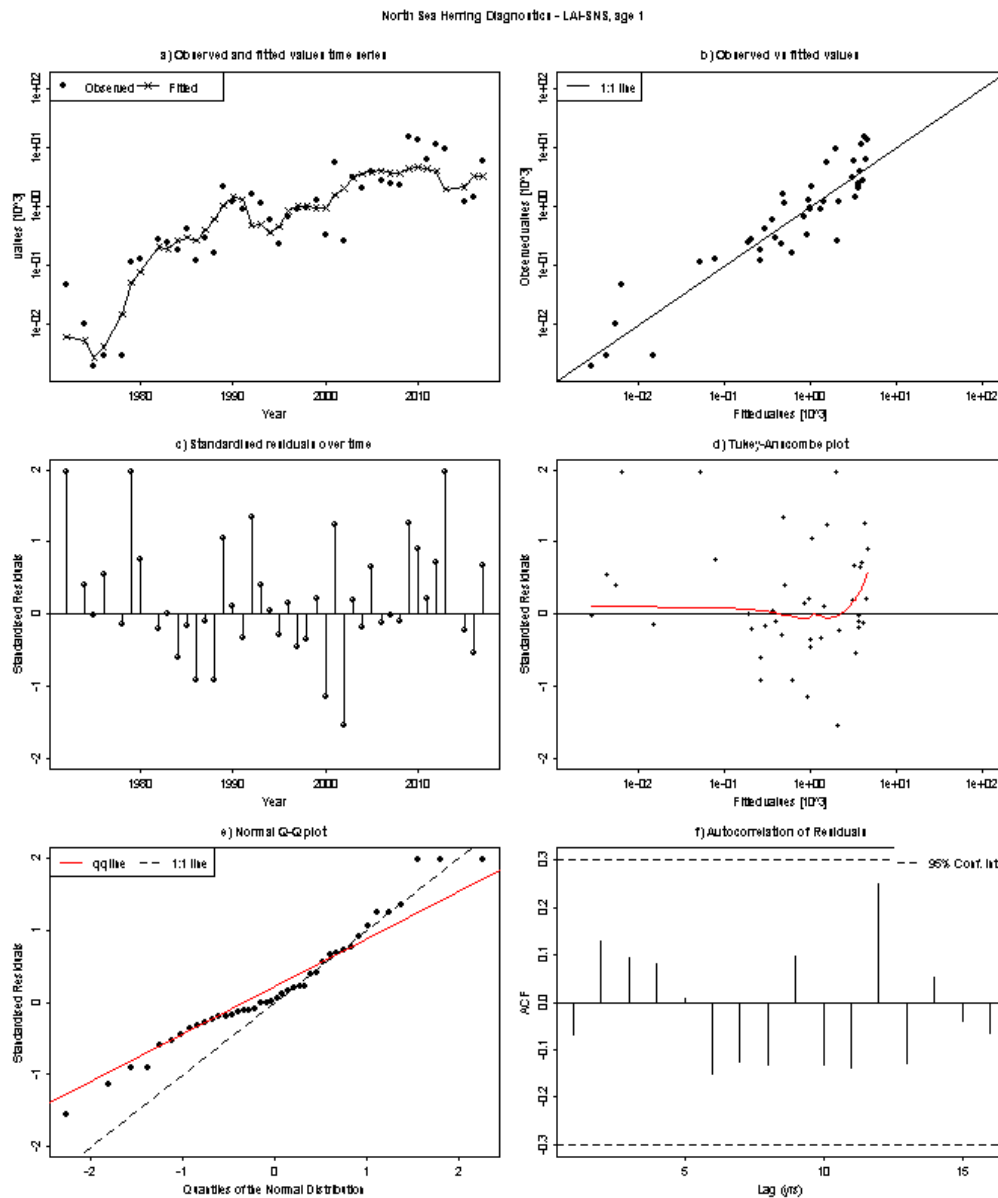 North Sea Herring Diagnostics - LAI-SNS, age 1
a) Observed and fitted values time series
Observed Fitted
1e-02 1e-01 1e+00 1e+01 1e+02
values [10^3]
1980 1990 2000 2010
Year
b) Observed vs fitted values
1:1 line
1e-02 1e-01 1e+00 1e+01 1e+02
Observed values [10^3]
1e-02 1e-01 1e+00 1e+01 1e+02
Fitted values [10^3]
c) Standardised residuals over time
-2 -1 0 1 2
Standardised Residuals
1980 1990 2000 2010
Year
d) Tukey-Anscombe plot
-2 -1 0 1 2
Standardised Residuals
1e-02 1e-01 1e+00 1e+01 1e+02
Fitted values [10^3]
e) Normal Q-Q plot
qq line 1:1 line
-2 -1 0 1 2
Standardised Residuals
-2 -1 0 1 2
Quantiles of the Normal Distribution
f) Autocorrelation of Residuals
95% Conf. Int
-0.3 -0.2 -0.1 0.0 0.1 0.2 0.3
ACF
5 10 15
Lag (yrs)